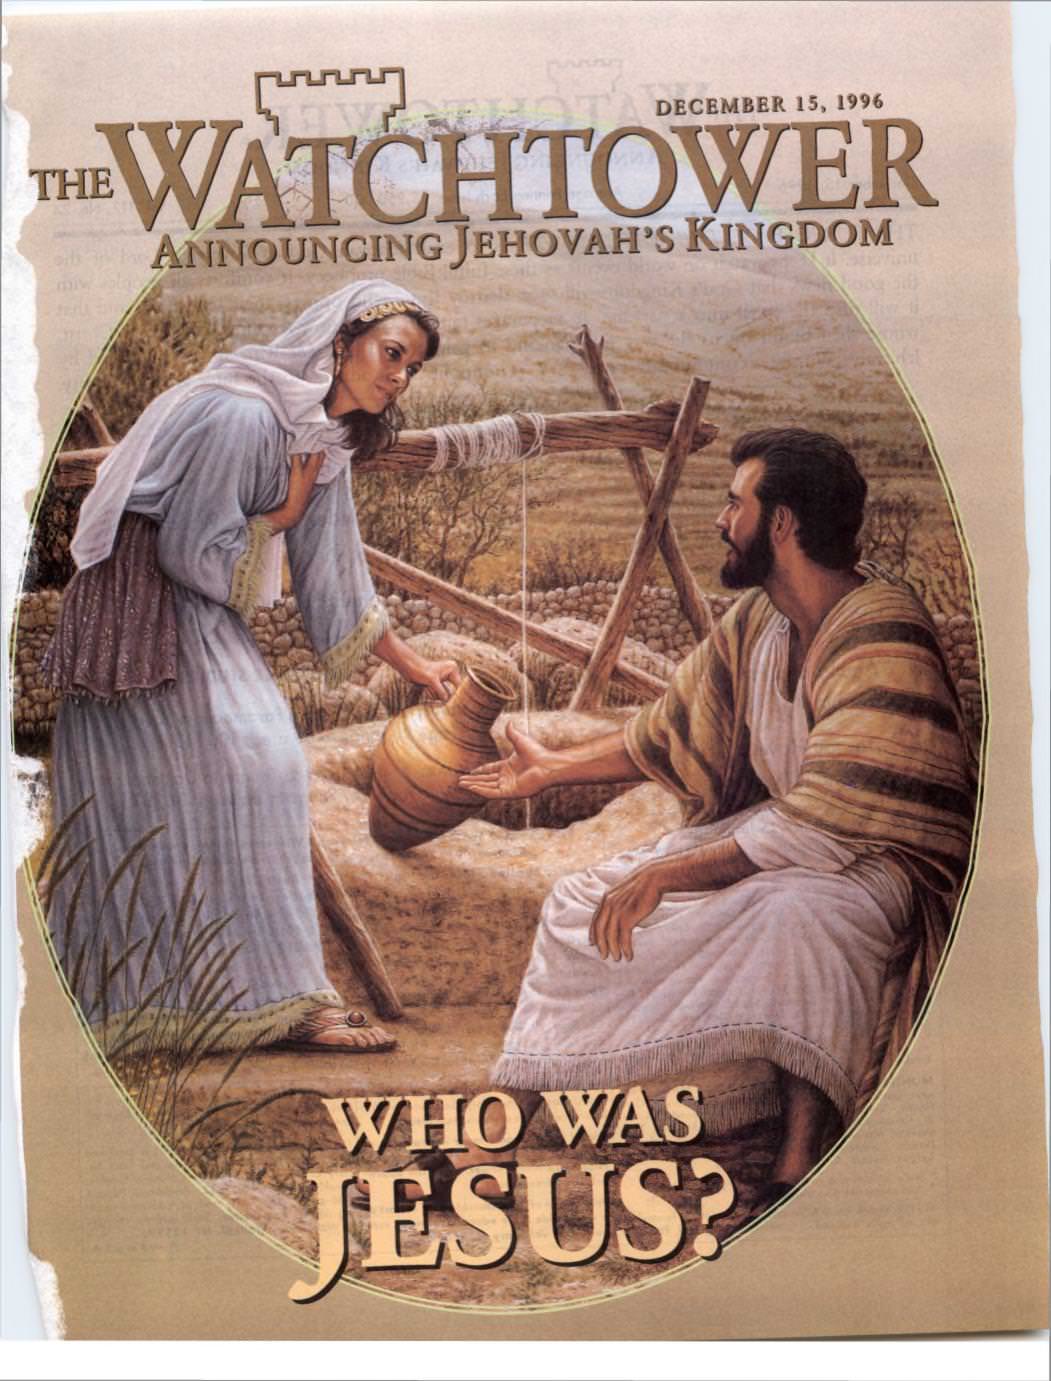 DECEMBER 15, 1996
THE WATCHTOWER
ANNOUNCING JEHOVAH'S KINGDOM
WHO WAS
JESUS?